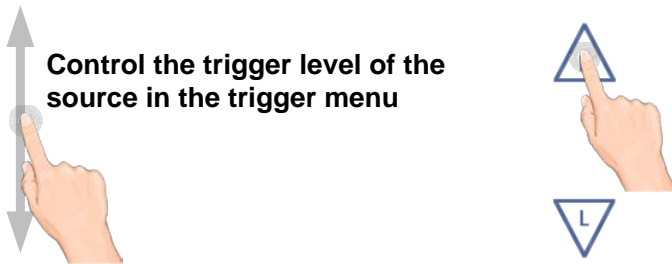 Control the trigger level of the
source in the trigger menu
L